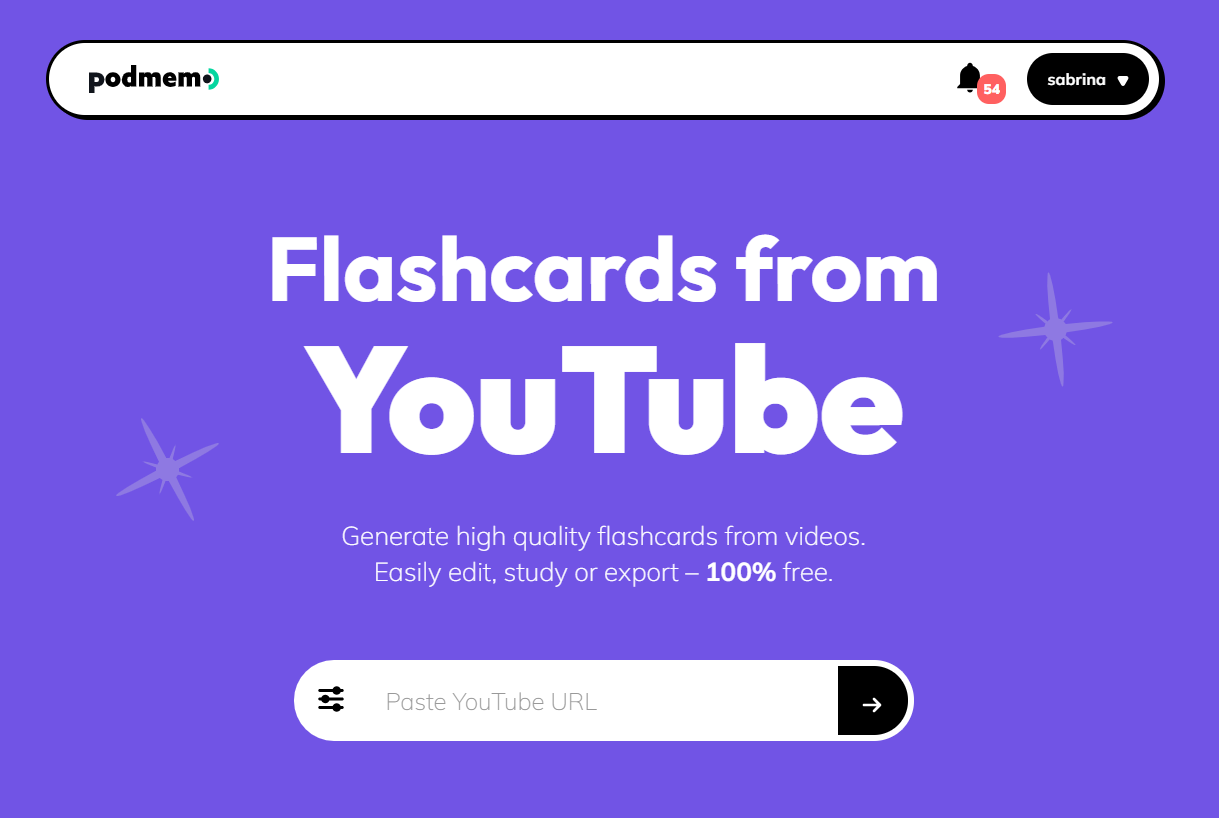 podmem
54
sabrina
Flashcards from
YouTube
Generate high quality flashcards from videos.
Easily edit, study or export – 100% free.
Paste YouTube URL